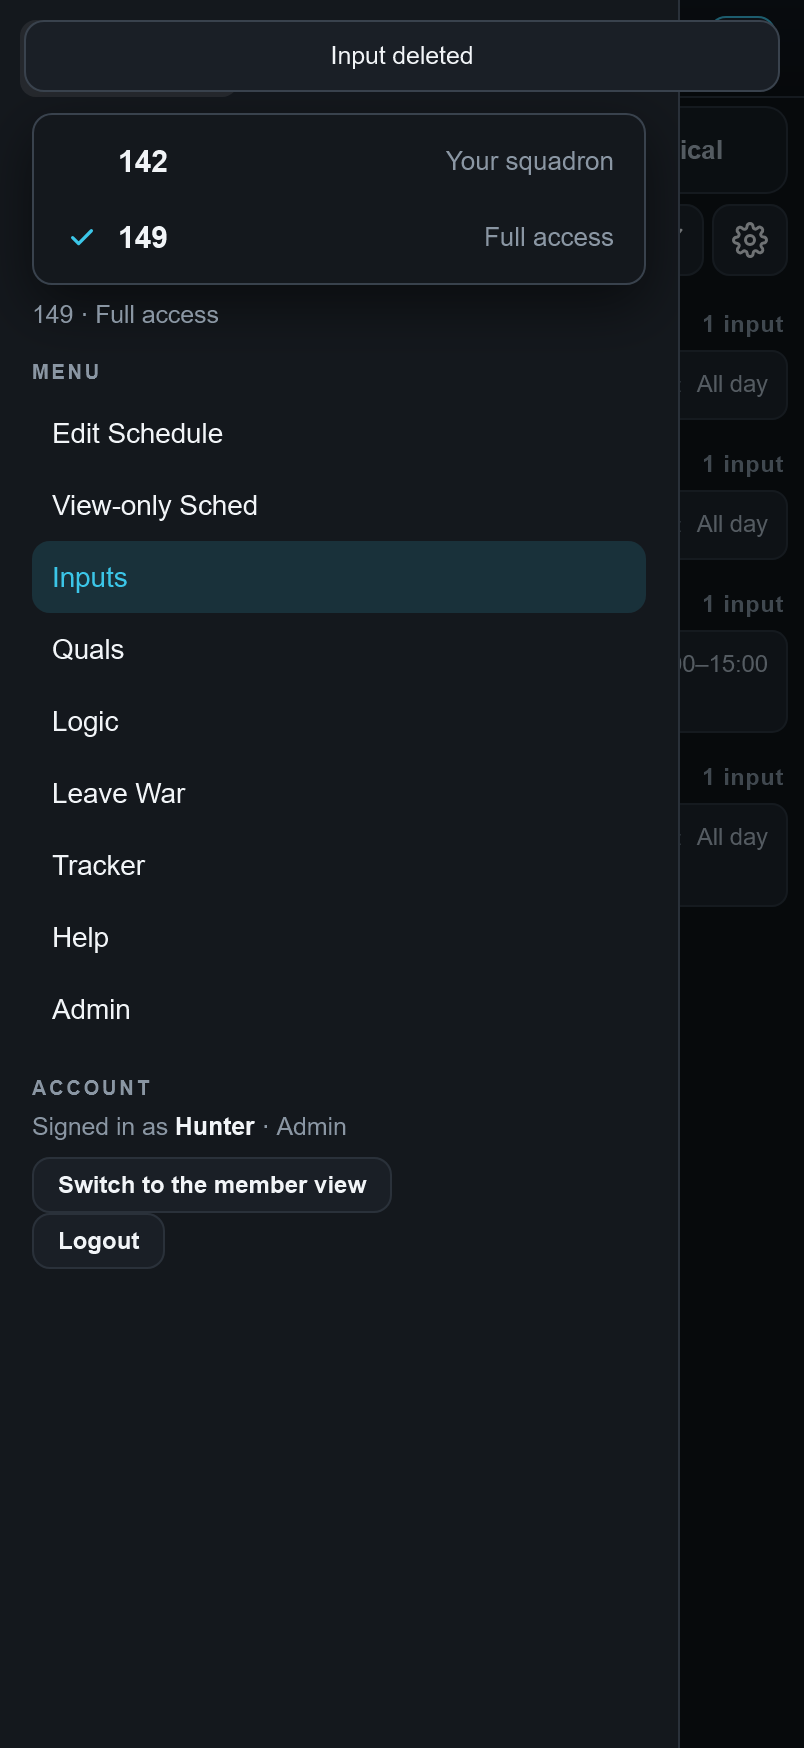 Input deleted
142 Your squadron
149 Full access
149 · Full access
MENU
Edit Schedule
View-only Sched
Inputs
Quals
Logic
Leave War
Tracker
Help
Admin
ACCOUNT
Signed in as Hunter · Admin
Switch to the member view
Logout
ical
1 input
All day
1 input
All day
1 input
00–15:00
1 input
All day